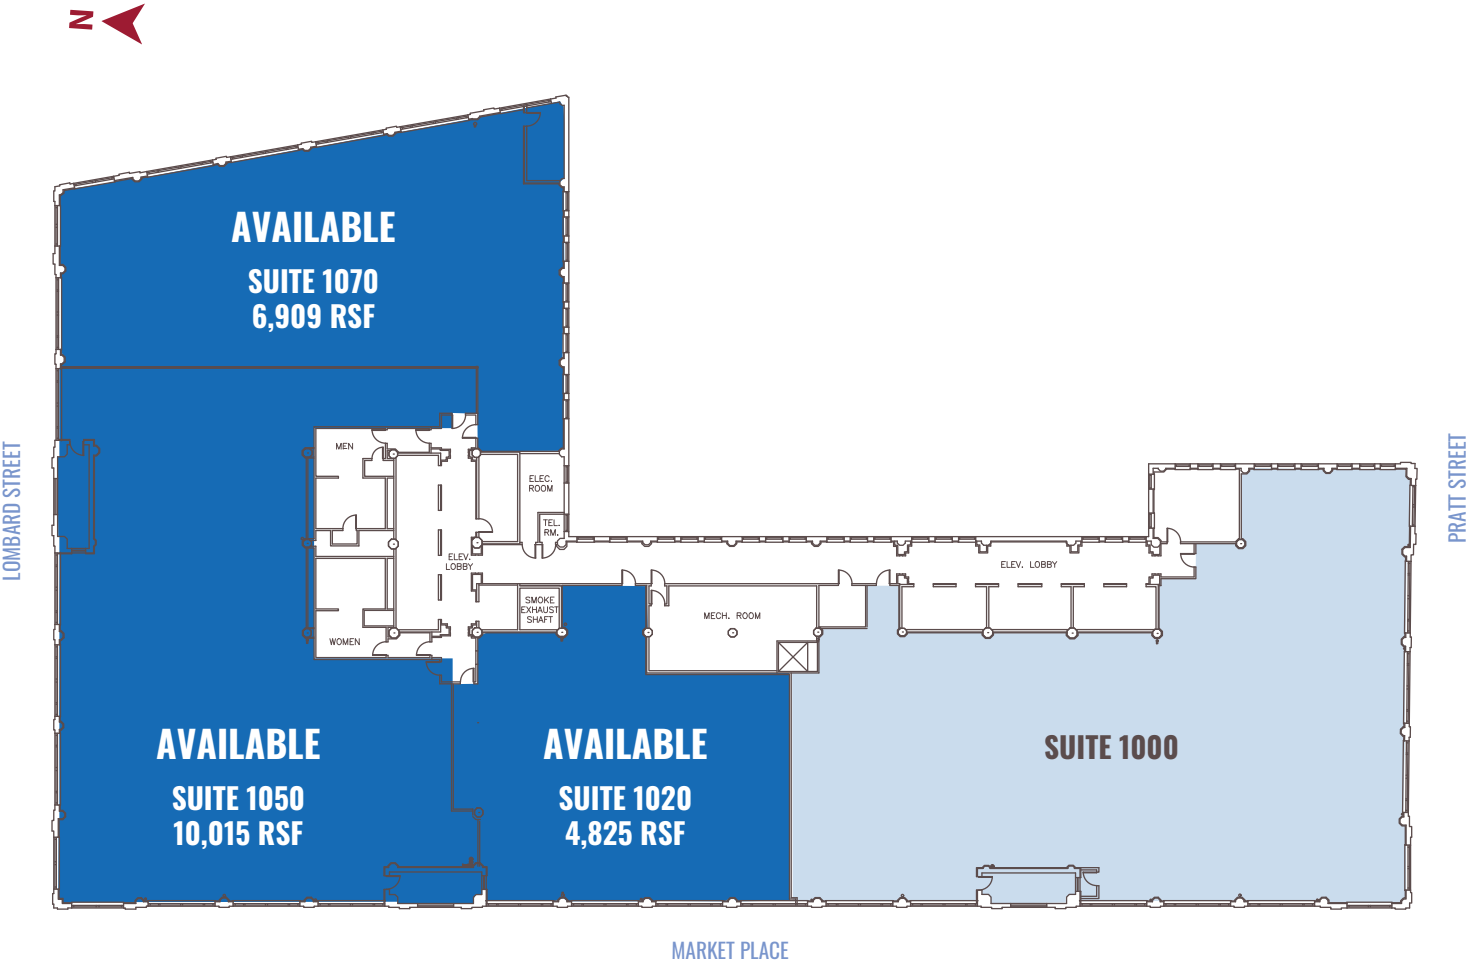 N
AVAILABLE
SUITE 1070
6,909 RSF
LOMBARD STREET
PRATT STREET
MEN
ELEC.
ROOM
TEL.
RM.
ELEV.
LOBBY
ELEV. LOBBY
SMOKE
EXHAUST
SHAFT
MECH. ROOM
WOMEN
AVAILABLE
SUITE 1050
10,015 RSF
AVAILABLE
SUITE 1020
4,825 RSF
SUITE 1000
MARKET PLACE